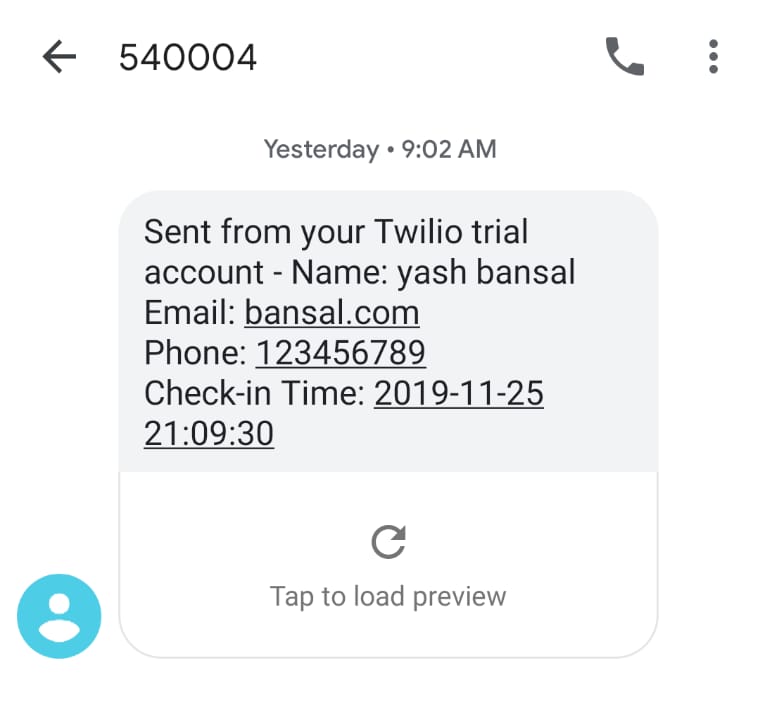 540004
Yesterday • 9:02 AM
Sent from your Twilio trial
account - Name: yash bansal
Email: bansal.com
Phone: 123456789
Check-in Time: 2019-11-25
21:09:30
Tap to load preview